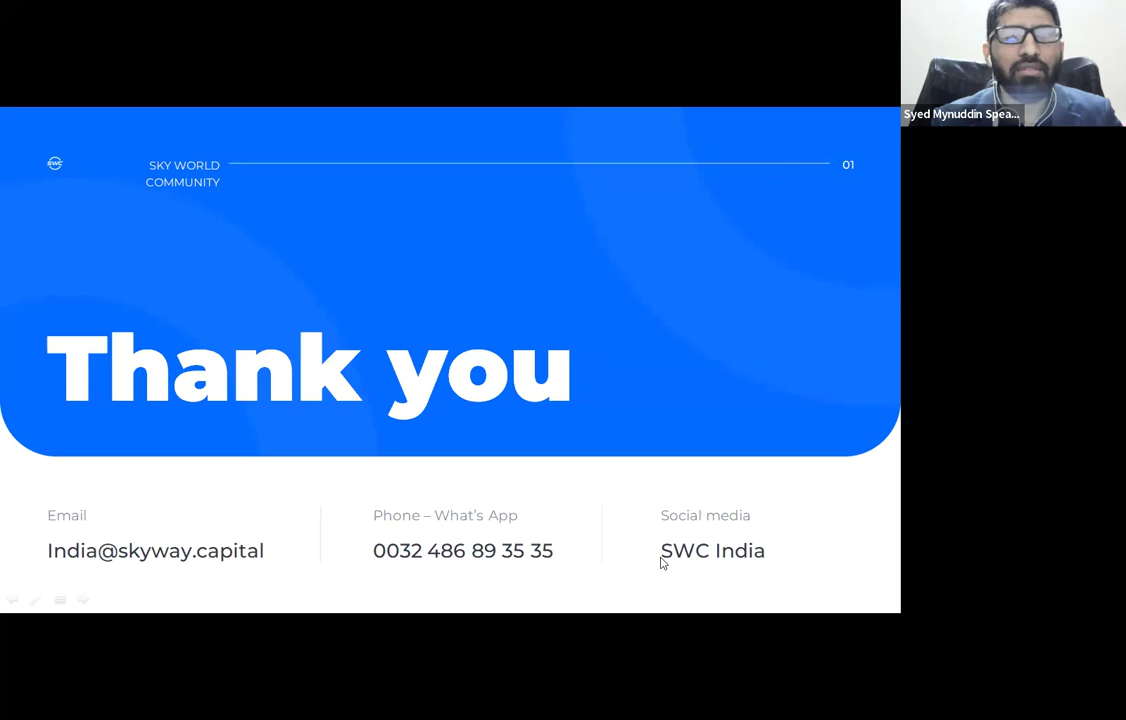 Syed Mynuddin Spea...
SWC
SKY WORLD
COMMUNITY
01
Thank you
Email
Phone – What's App
Social media
India@skyway.capital
0032 486 89 35 35
SWC India